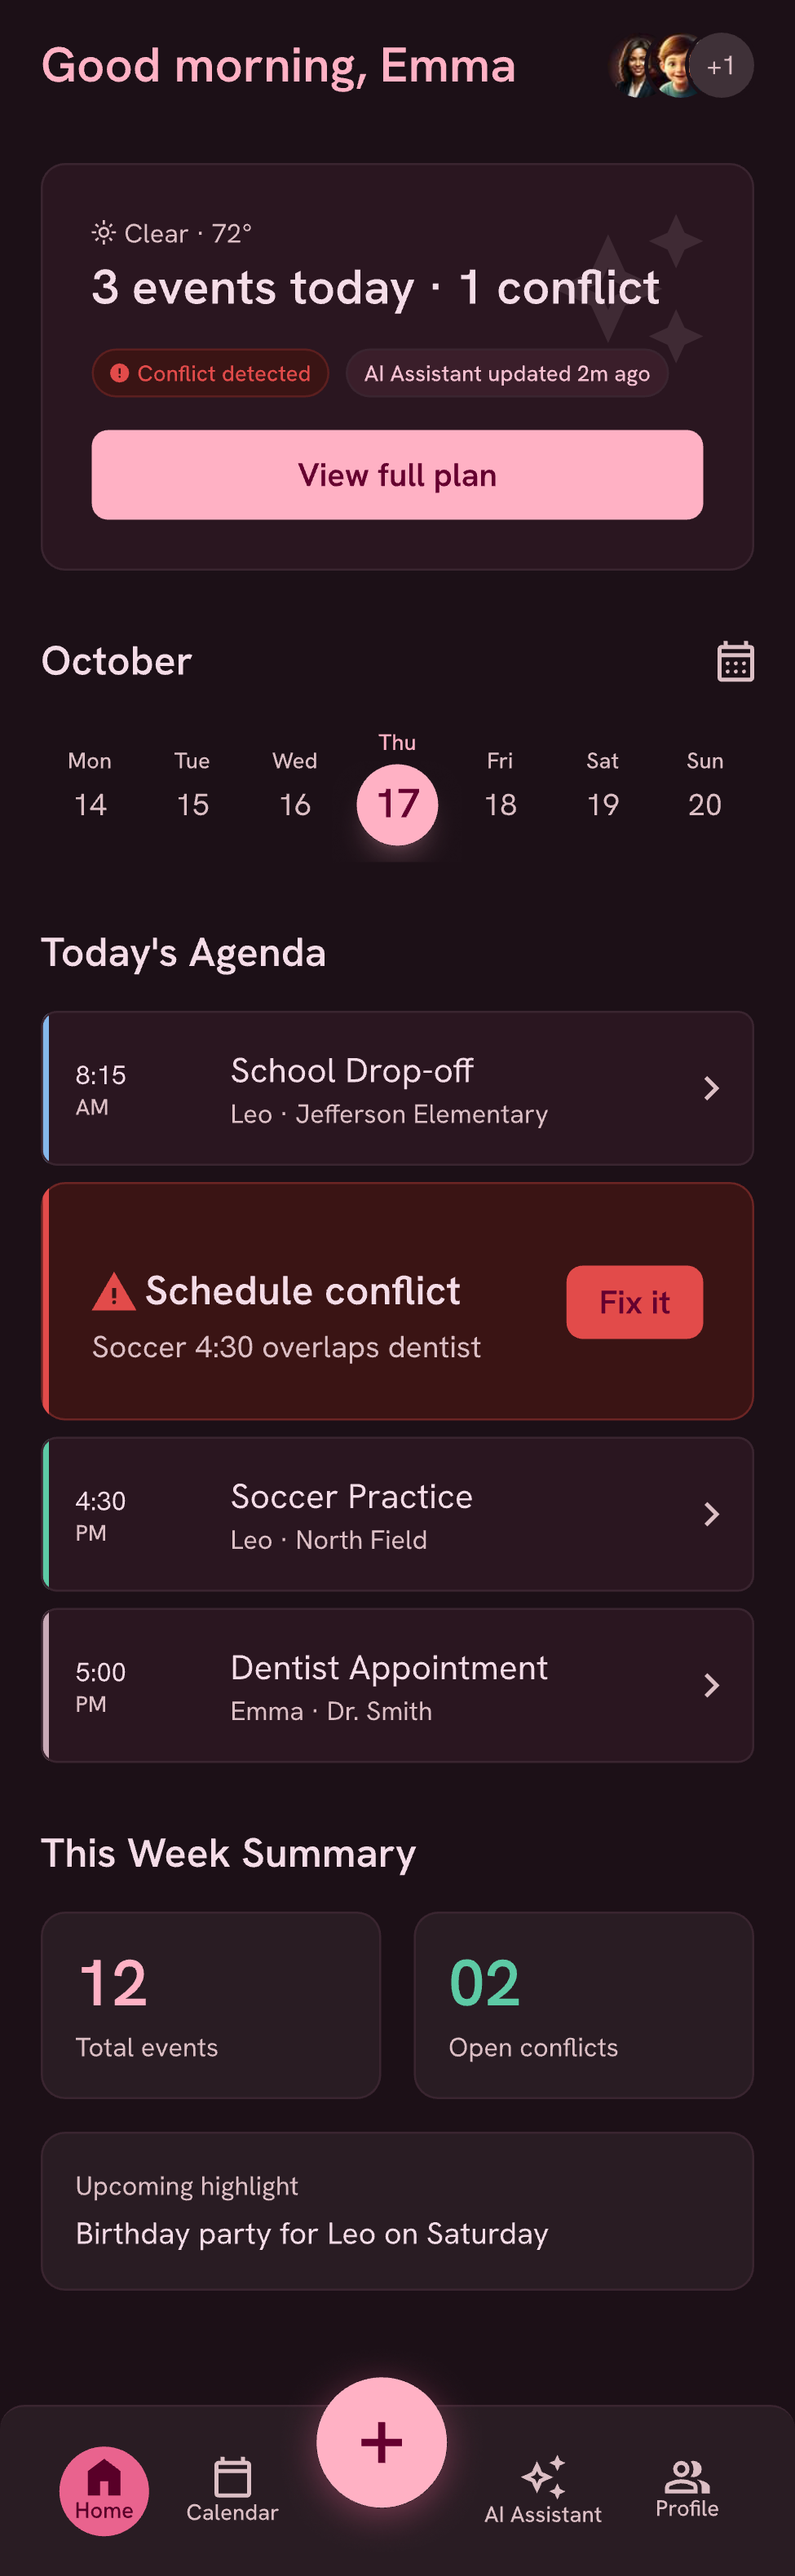 Good morning, Emma
+1
Clear · 72°
3 events today · 1 conflict
Conflict detected
AI Assistant updated 2m ago
View full plan
October
Mon Tue Wed Thu Fri Sat Sun
14 15 16 17 18 19 20
Today's Agenda
8:15 AM
School Drop-off
Leo · Jefferson Elementary
Schedule conflict
Soccer 4:30 overlaps dentist
Fix it
4:30 PM
Soccer Practice
Leo · North Field
5:00 PM
Dentist Appointment
Emma · Dr. Smith
This Week Summary
12
Total events
02
Open conflicts
Upcoming highlight
Birthday party for Leo on Saturday
+
Home
Calendar
AI Assistant
Profile